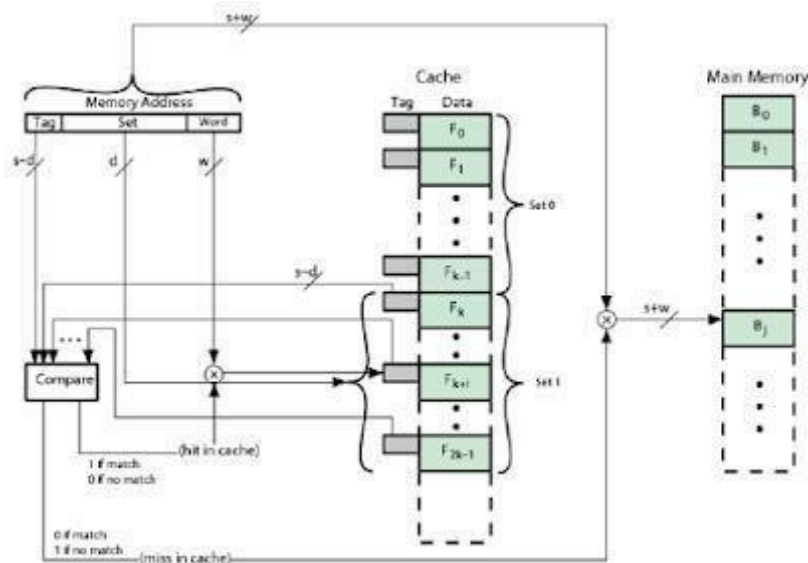 s+w
Cache
Main Memory
Memory Address
Tag Data
Tag Set Word
F0
B0
F1
B1
s–d
d
w
Set 0
s–d
Fk–1
Fk
s+w
Bj
Compare
Fk+i
Set 1
(hit in cache)
1 if match
0 if no match
F2k–1
0 if match
1 if no match
(miss in cache)